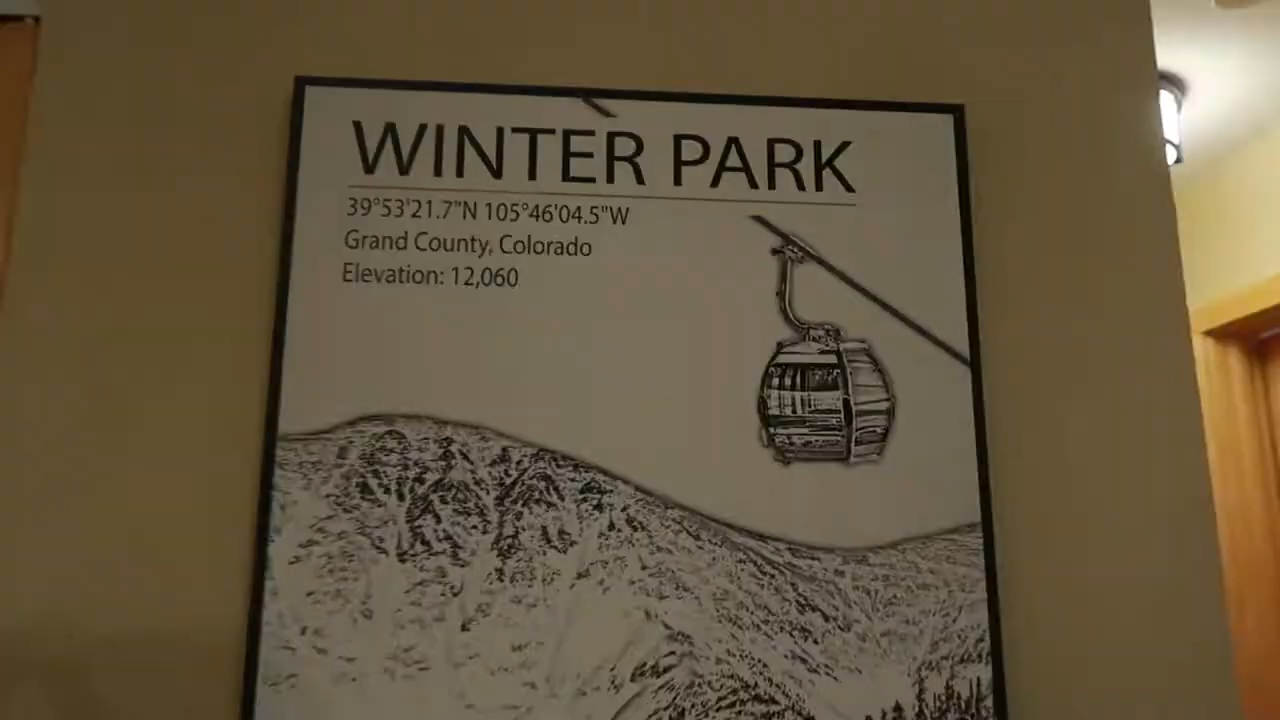 WINTER PARK
39°53'21.7"N 105°46'04.5"W
Grand County, Colorado
Elevation: 12,060